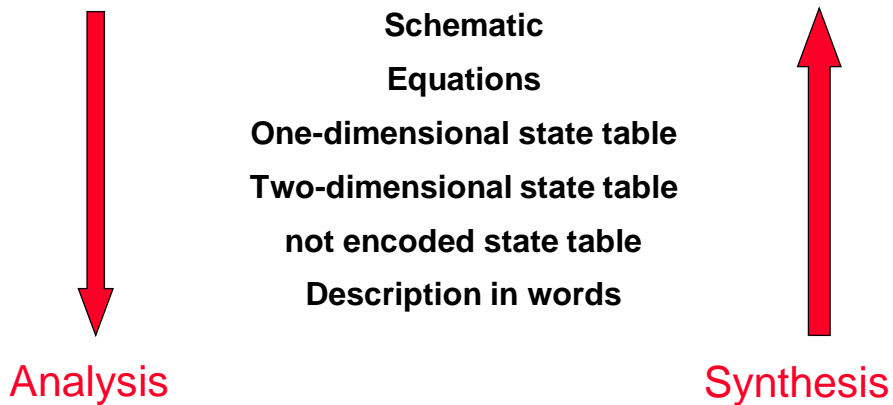 Schematic
Equations
One-dimensional state table
Two-dimensional state table
not encoded state table
Description in words
Analysis
Synthesis